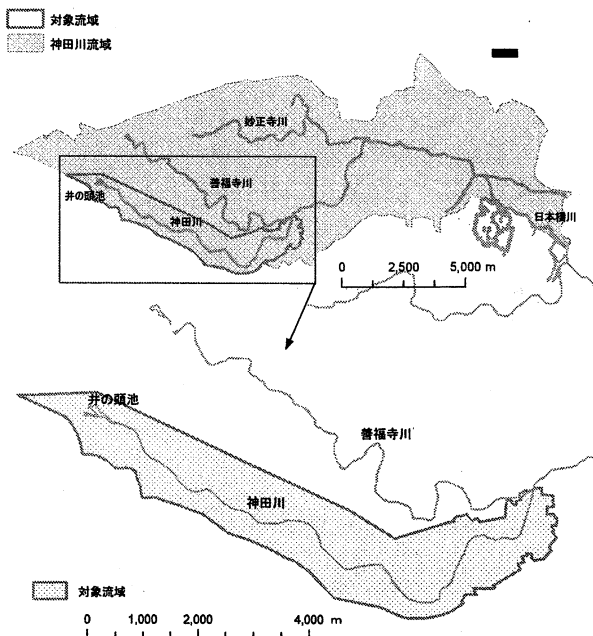 対象流域
神田川流域
妙正寺川
善福寺川
井の頭池
神田川
日本橋川
0 2,500 5,000 m
井の頭池
善福寺川
神田川
対象流域
0 1,000 2,000 4,000 m